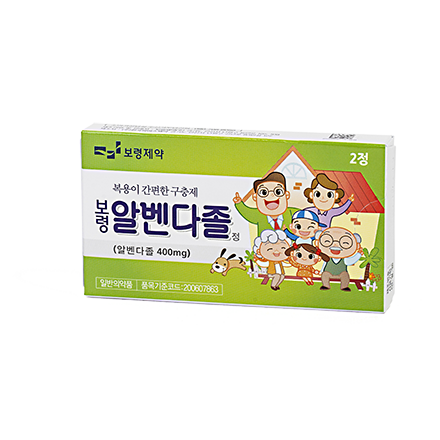 보령제약
2정
복용이 간편한 구충제
보령 알벤다졸 정
(알벤다졸 400mg)
일반의약품 품목기준코드:200607863